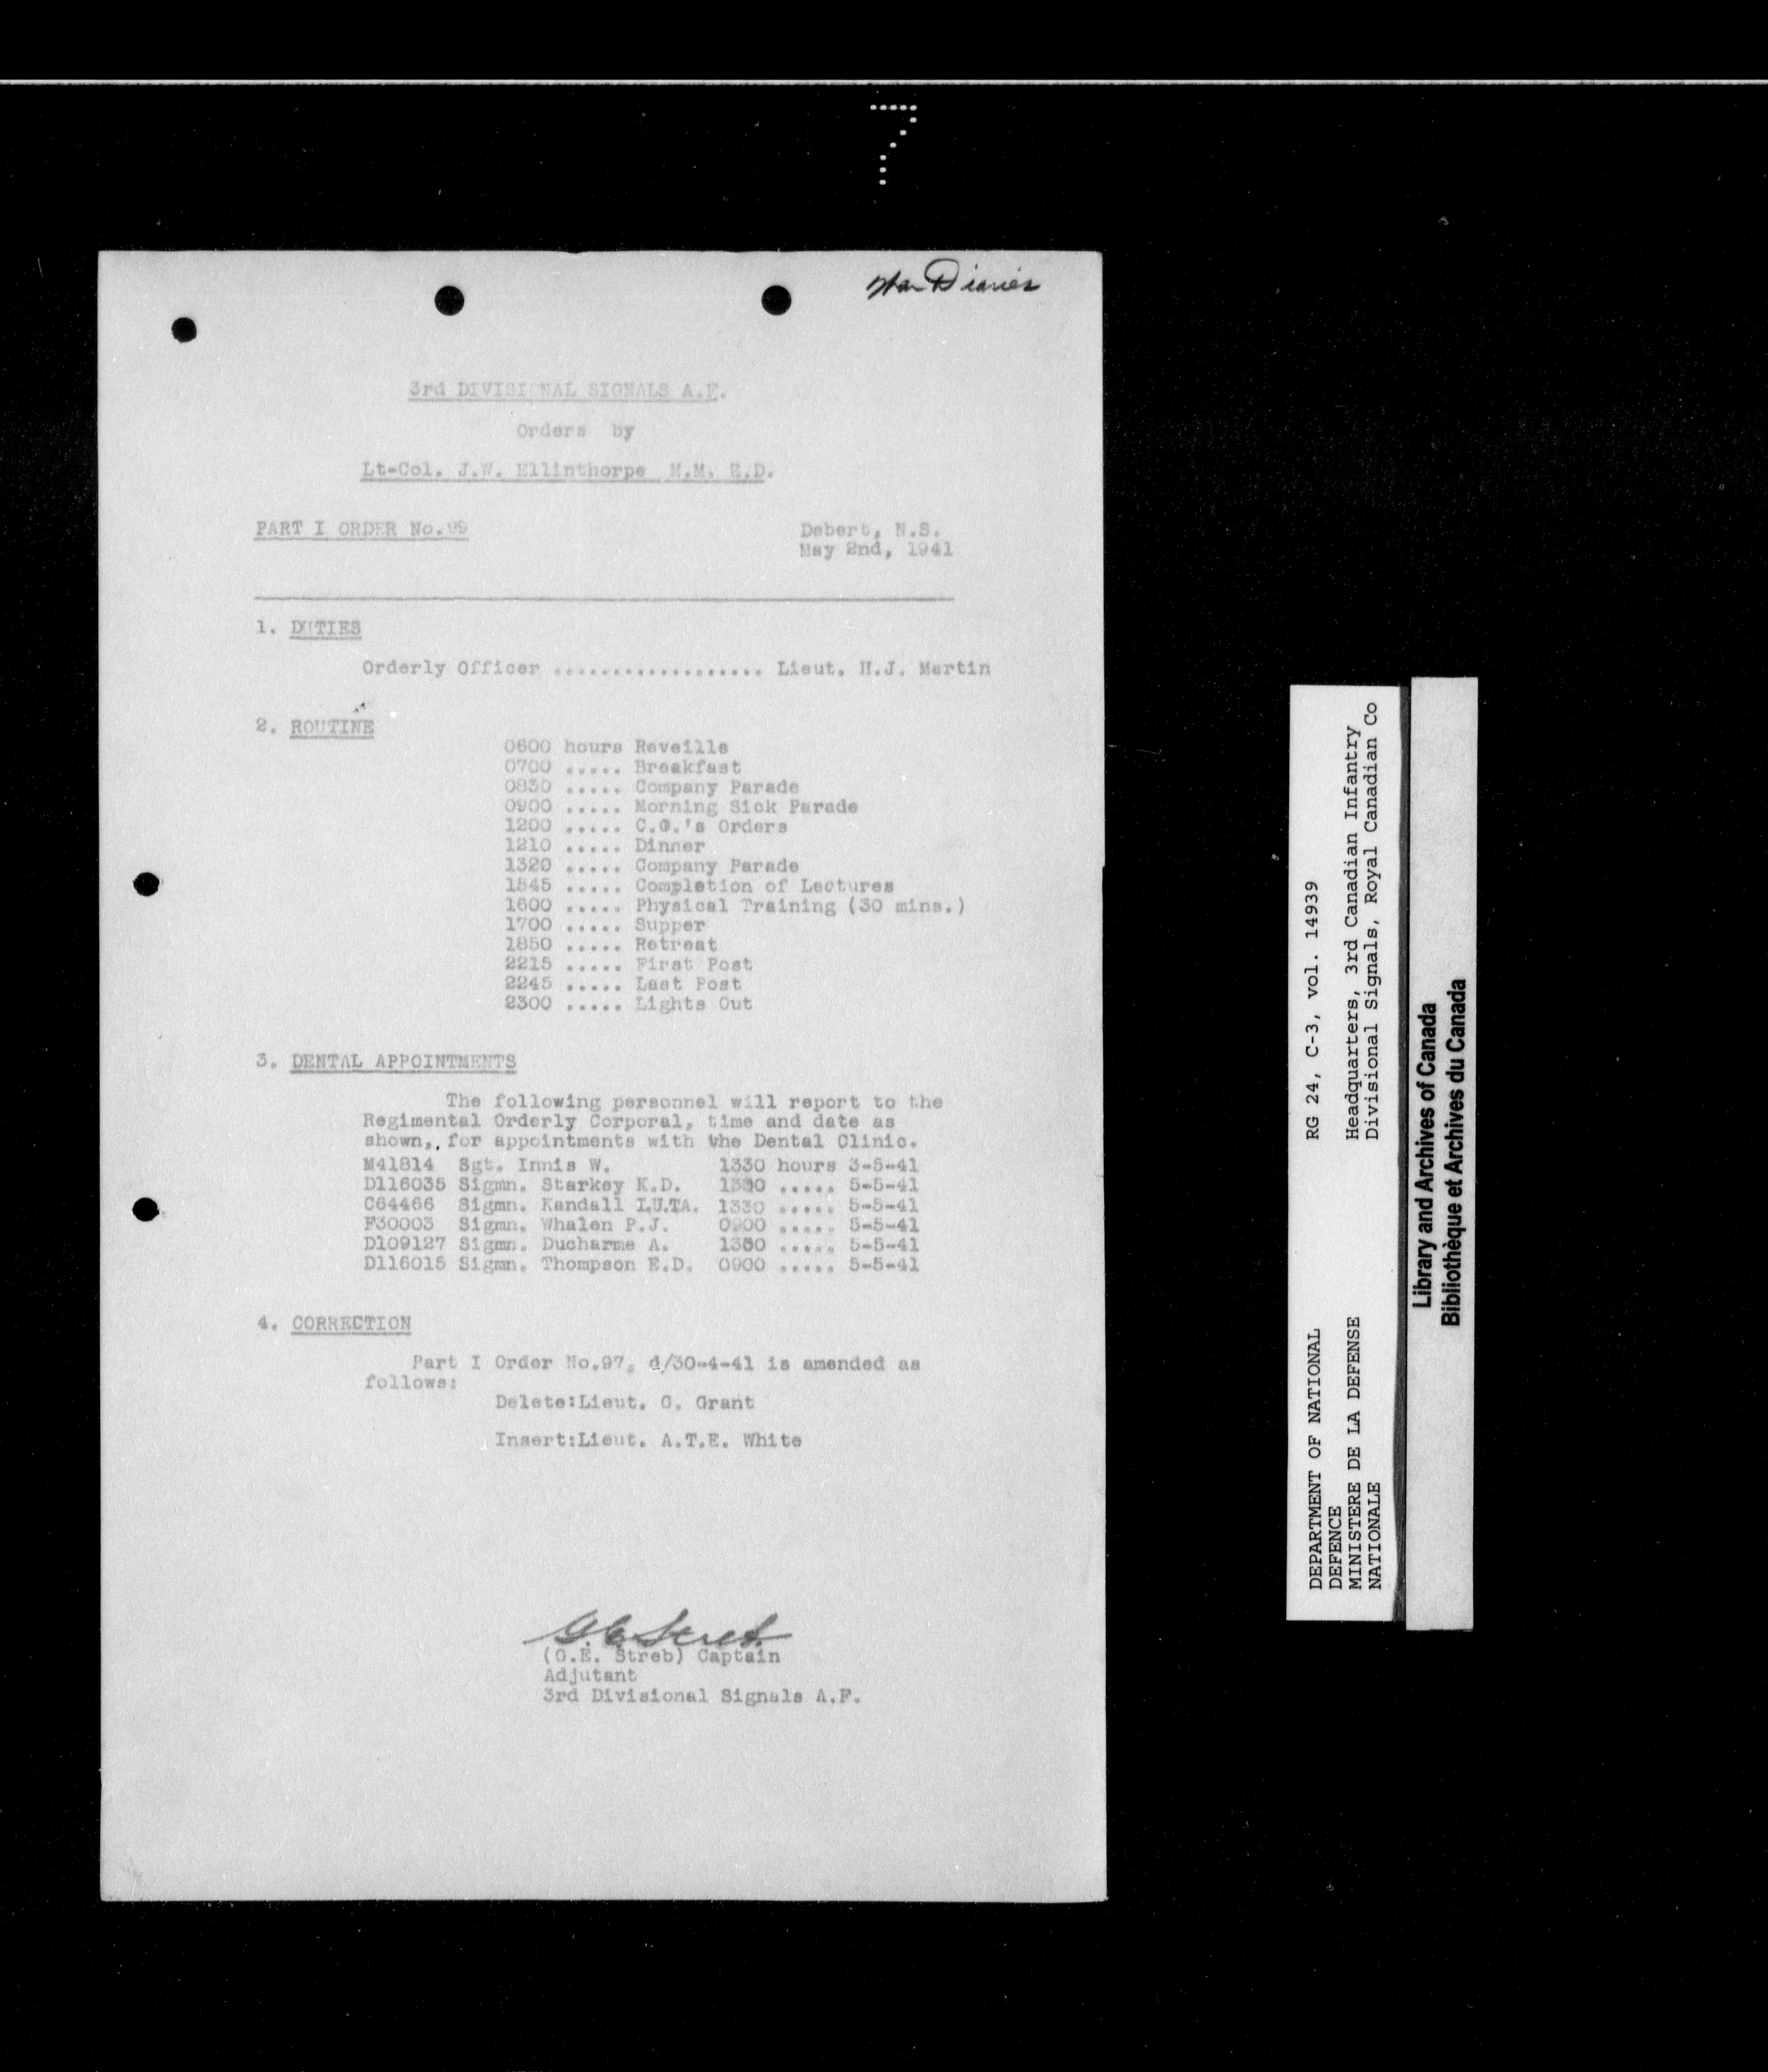 7
War Diaries
3rd DIVISIONAL SIGNALS A.F.
Orders by
Lt-Col. J.W. Ellinthorpe M.M. E.D.
PART I ORDER No.99
Debert, N.S.
May 2nd, 1941
1. DUTIES
Orderly Officer .................. Lieut. H.J. Martin
2. ROUTINE
0600 hours Reveille
0700 ..... Breakfast
0830 ..... Company Parade
0900 ..... Morning Sick Parade
1200 ..... C.O.'s Orders
1210 ..... Dinner
1320 ..... Company Parade
1545 ..... Completion of Lectures
1600 ..... Physical Training (30 mins.)
1700 ..... Supper
1850 ..... Retreat
2215 ..... First Post
2245 ..... Last Post
2300 ..... Lights Out
3. DENTAL APPOINTMENTS
The following personnel will report to the
Regimental Orderly Corporal, time and date as
shown,. for appointments with the Dental Clinic.
M41814 Sgt. Innis W. 1330 hours 3-5-41
D116035 Sigmn. Starkey K.D. ..... 5-5-41
C64466 Sigmn. Kandall 1330 ..... 5-5-41
F30003 Sigmn. Whalen P.J. 0900 ..... 5-5-41
D109127 Sigmn. Ducharme A. ..... 5-5-41
D116015 Sigmn. Thompson E.D. 0900 ..... 5-5-41
4. CORRECTION
Part I Order No.97, d/30-4-41 is amended as
follows:
Delete:Lieut. G. Grant
Insert:Lieut. A.T.E. White
G.E. Streb
(G.E. Streb) Captain
Adjutant
3rd Divisional Signals A.F.
DEPARTMENT OF NATIONAL
DEFENCE
MINISTERE DE LA DEFENSE
NATIONALE
RG 24, C-3, vol. 14939
Headquarters, 3rd Canadian Infantry
Divisional Signals, Royal Canadian Co
Library and Archives of Canada
Bibliothèque et Archives du Canada